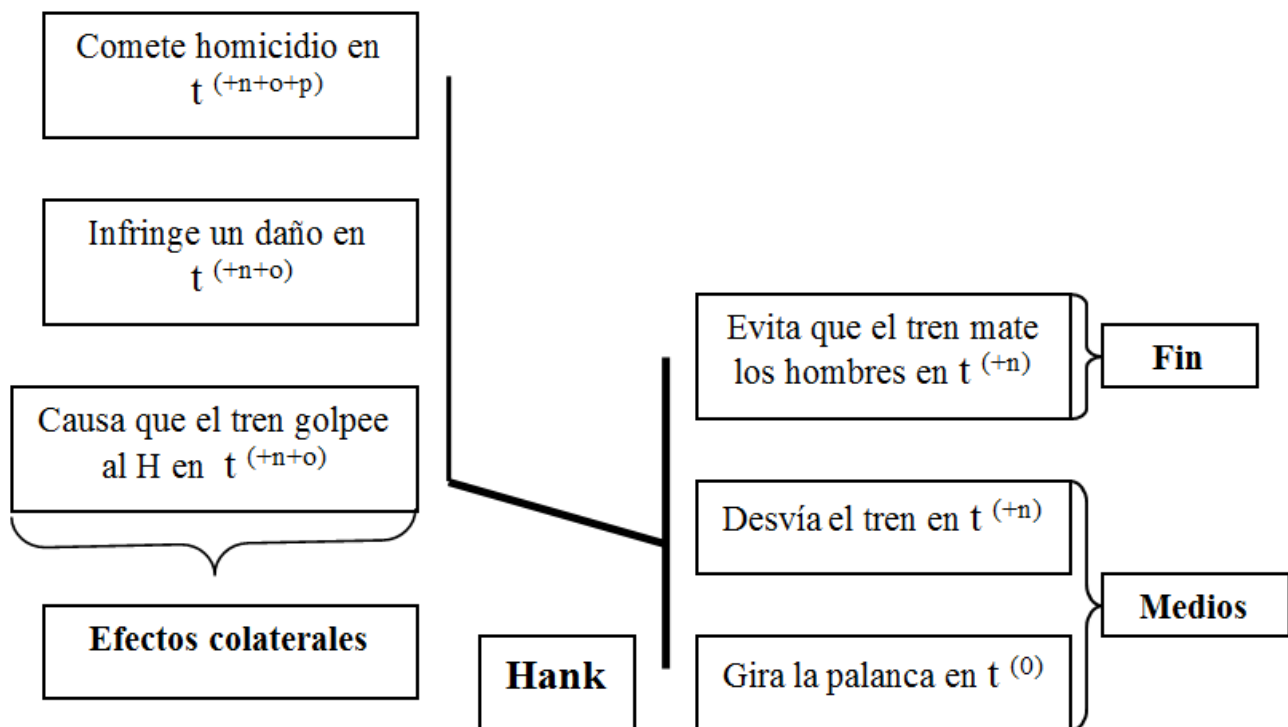 Comete homicidio en
t (+n+o+p)
Infringe un daño en
t (+n+o)
Causa que el tren golpee
al H en t (+n+o)
Efectos colaterales
Hank
Evita que el tren mate
los hombres en t (+n)
Fin
Desvía el tren en t (+n)
Medios
Gira la palanca en t (0)